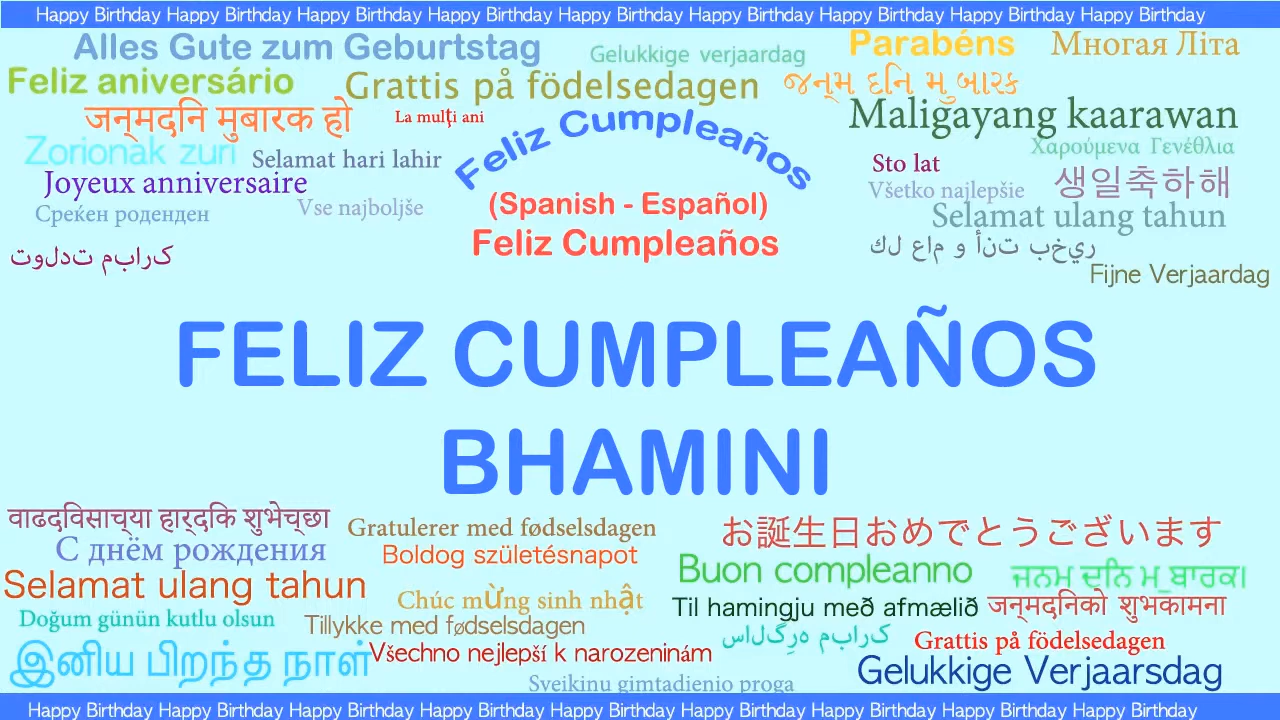 Happy Birthday Happy Birthday Happy Birthday Happy Birthday Happy Birthday Happy Birthday Happy Birthday Happy Birthday Happy Birthday
Alles Gute zum Geburtstag
Gelukkige verjaardag
Parabéns
Многая Літа
Feliz aniversário
Grattis på födelsedagen
જન્મ દિન મુબારક
जन्मदिन मुबारक हो
La mulţi ani
Feliz Cumpleaños
Maligayang kaarawan
Zorionak zuri
Selamat hari lahir
Χαρούμενα Γενέθλια
Sto lat
Joyeux anniversaire
Všetko najlepšie
생일축하해
Среќен роденден
Vse najboljše
(Spanish - Español)
Selamat ulang tahun
Feliz Cumpleaños
تولدت مبارک
كل عام و أنت بخير
Fijne Verjaardag
FELIZ CUMPLEAÑOS
BHAMINI
वाढदिवसाच्या हार्दिक शुभेच्छा
Gratulerer med fødselsdagen
お誕生日おめでとうございます
С днём рождения
Boldog születésnapot
Buon compleanno
ਜਨਮ ਦਿਨ ਮੁਬਾਰਕ।
Selamat ulang tahun
Chúc mừng sinh nhật
Til hamingju með afmælið
जन्मदिनको शुभकामना
Doğum günün kutlu olsun
Tillykke med fødselsdagen
سالگرہ مبارک
Grattis på födelsedagen
இனிய பிறந்த நாள்
Všechno nejlepší k narozeninám
Gelukkige Verjaarsdag
Sveikinu gimtadienio proga
Happy Birthday Happy Birthday Happy Birthday Happy Birthday Happy Birthday Happy Birthday Happy Birthday Happy Birthday Happy Birthday